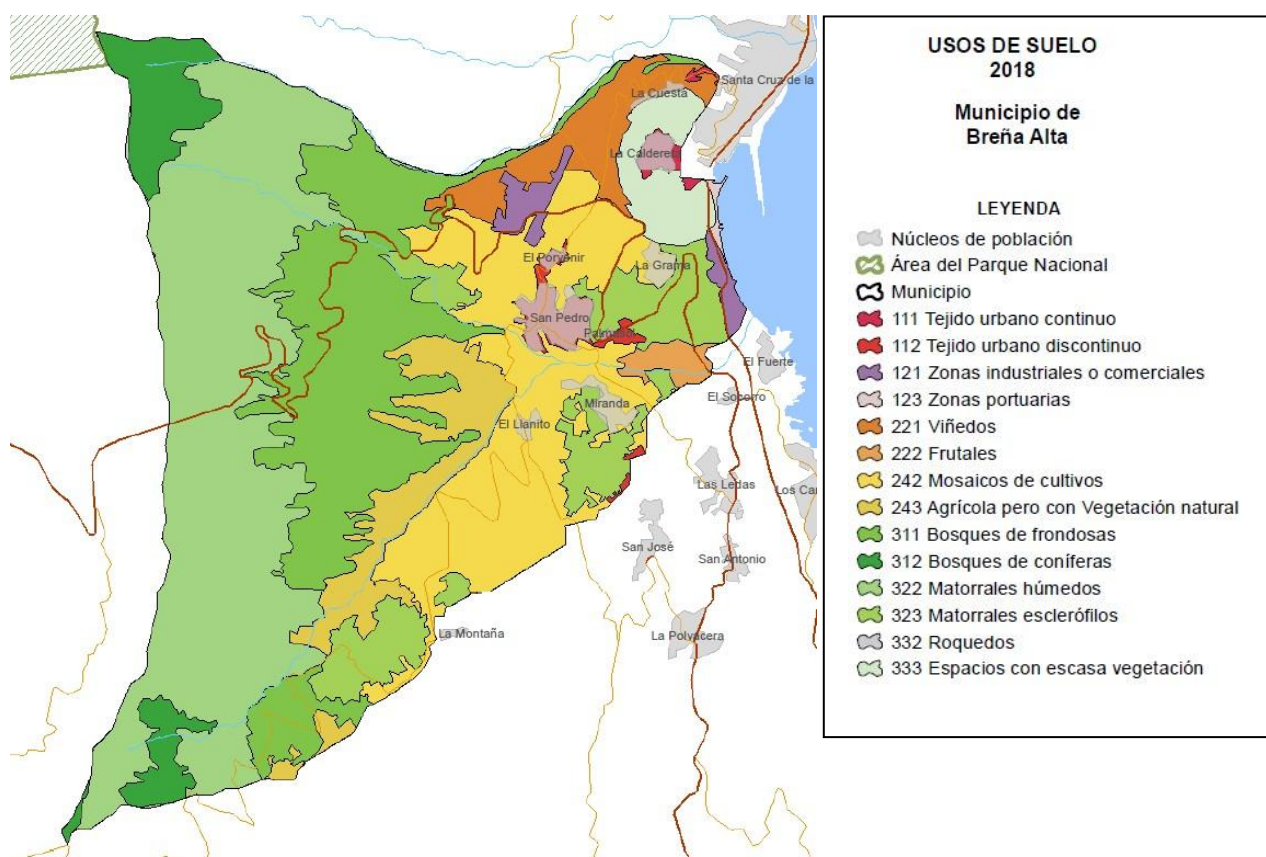 Santa Cruz de la
La Cuesta
La Caldereta
El Porvenir
La Grama
San Pedro
El Fuerte
Miranda
El Socorro
El Llanito
Las Ledas
Los Can
San José
San Antonio
La Montaña
La Polvacera
USOS DE SUELO
2018
Municipio de
Breña Alta
LEYENDA
Núcleos de población
Área del Parque Nacional
Municipio
111 Tejido urbano continuo
112 Tejido urbano discontinuo
121 Zonas industriales o comerciales
123 Zonas portuarias
221 Viñedos
222 Frutales
242 Mosaicos de cultivos
243 Agrícola pero con Vegetación natural
311 Bosques de frondosas
312 Bosques de coníferas
322 Matorrales húmedos
323 Matorrales esclerófilos
332 Roquedos
333 Espacios con escasa vegetación